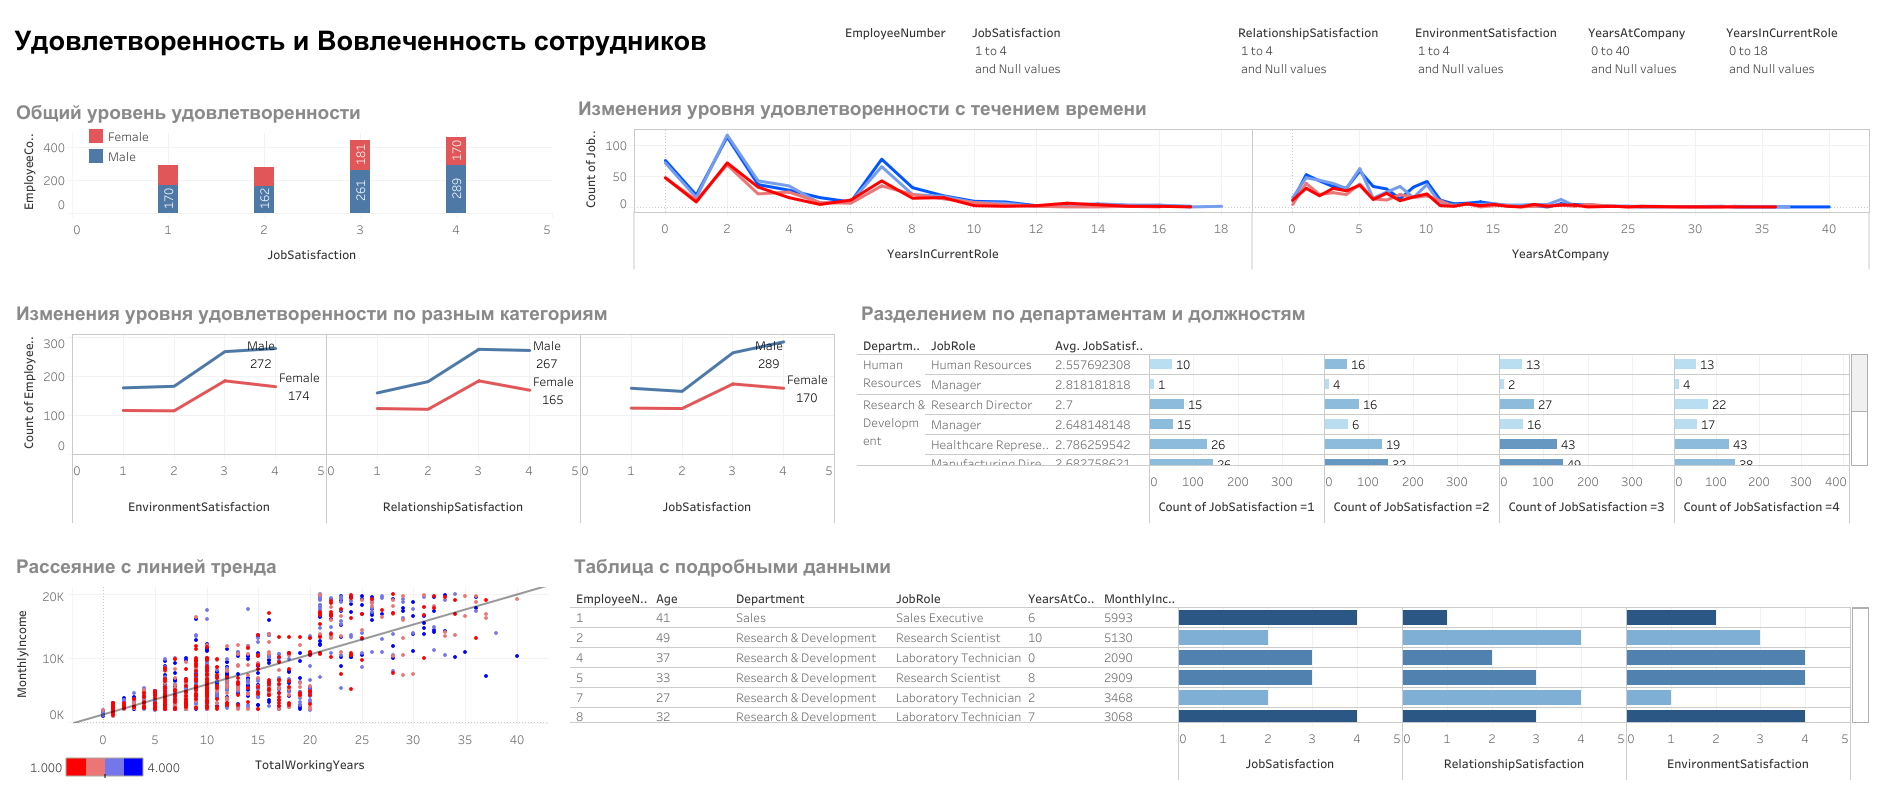 Удовлетворенность и Вовлеченность сотрудников
EmployeeNumber JobSatisfaction RelationshipSatisfaction EnvironmentSatisfaction YearsAtCompany YearsInCurrentRole
1 to 4 1 to 4 1 to 4 0 to 40 0 to 18
and Null values and Null values and Null values and Null values and Null values
Общий уровень удовлетворенности
EmployeeCo..
Female
Male
400
200
0
170 162 261 181 289 170
0 1 2 3 4 5
JobSatisfaction
Изменения уровня удовлетворенности с течением времени
Count of Job..
100
50
0
0 2 4 6 8 10 12 14 16 18
YearsInCurrentRole
0 5 10 15 20 25 30 35 40
YearsAtCompany
Изменения уровня удовлетворенности по разным категориям
Count of Employee..
300
200
100
0
Male
272
Female
174
Male
267
Female
165
Male
289
Female
170
0 1 2 3 4 5
0 1 2 3 4 5
0 1 2 3 4 5
EnvironmentSatisfaction RelationshipSatisfaction JobSatisfaction
Разделением по департаментам и должностям
Departm.. JobRole Avg. JobSatisf..
Human Resources Human Resources 2.557692308 10 16 13 13
Manager 2.818181818 1 4 2 4
Research & Developm ent Research Director 2.7 15 16 27 22
Manager 2.648148148 15 6 16 17
Healthcare Represe.. 2.786259542 26 19 43 43
Manufacturing Dire.. 2.682758621 26 32 49 38
0 100 200 300 0 100 200 300 0 100 200 300 0 100 200 300 400
Count of JobSatisfaction =1 Count of JobSatisfaction =2 Count of JobSatisfaction =3 Count of JobSatisfaction =4
Рассеяние с линией тренда
MonthlyIncome
20K
10K
0K
0 5 10 15 20 25 30 35 40
TotalWorkingYears
1.000 4.000
Таблица с подробными данными
EmployeeN.. Age Department JobRole YearsAtCo.. MonthlyInc..
1 41 Sales Sales Executive 6 5993
2 49 Research & Development Research Scientist 10 5130
4 37 Research & Development Laboratory Technician 0 2090
5 33 Research & Development Research Scientist 8 2909
7 27 Research & Development Laboratory Technician 2 3468
8 32 Research & Development Laboratory Technician 7 3068
0 1 2 3 4 5 0 1 2 3 4 5 0 1 2 3 4 5
JobSatisfaction RelationshipSatisfaction EnvironmentSatisfaction